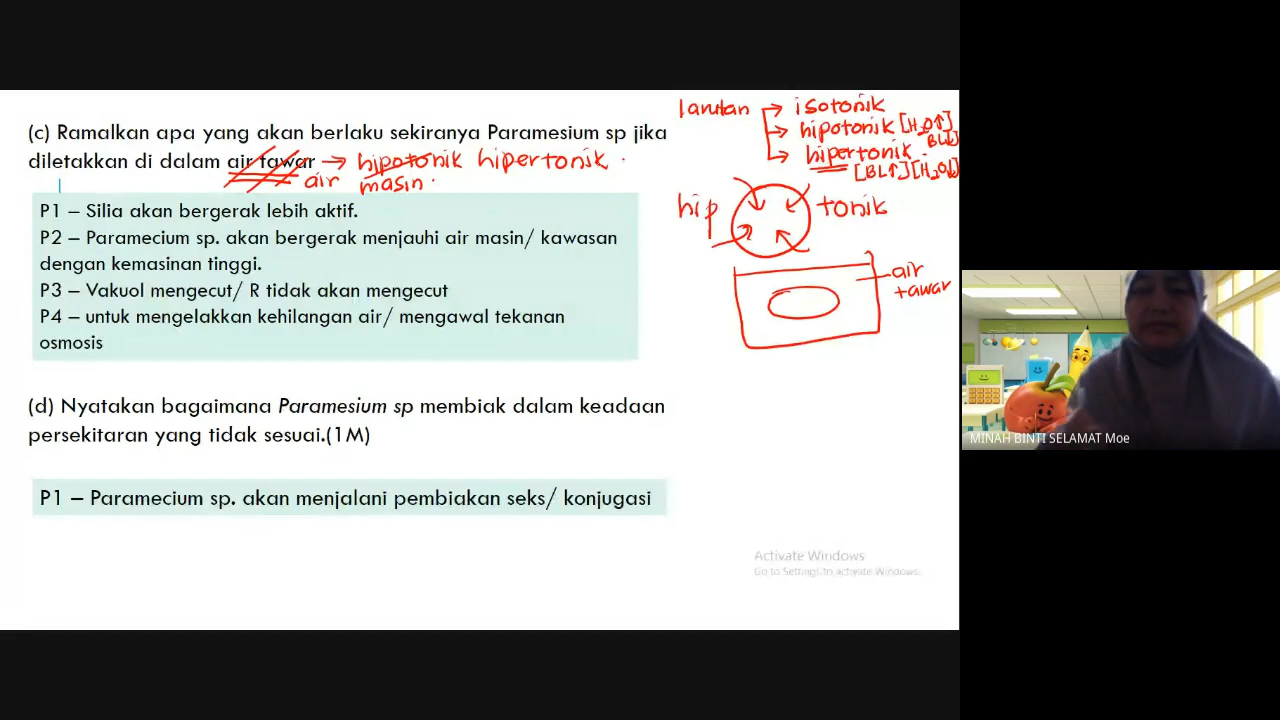 (c) Ramalkan apa yang akan berlaku sekiranya Paramesium sp jika
diletakkan di dalam air tawar → hipotonik hipertonik.
air masin.
P1 – Silia akan bergerak lebih aktif.
P2 – Paramecium sp. akan bergerak menjauhi air masin/ kawasan
dengan kemasinan tinggi.
P3 – Vakuol mengecut/ R tidak akan mengecut
P4 – untuk mengelakkan kehilangan air/ mengawal tekanan
osmosis
(d) Nyatakan bagaimana Paramesium sp membiak dalam keadaan
persekitaran yang tidak sesuai.(1M)
P1 – Paramecium sp. akan menjalani pembiakan seks/ konjugasi
larutan → isotonik
→ hipotonik [H2O↑]
BL↓
→ hipertonik
[BL↑][H2O↓]
hip tonik
air
tawar
Activate Windows
Go to Settings to activate Windows.
MINAH BINTI SELAMAT Moe